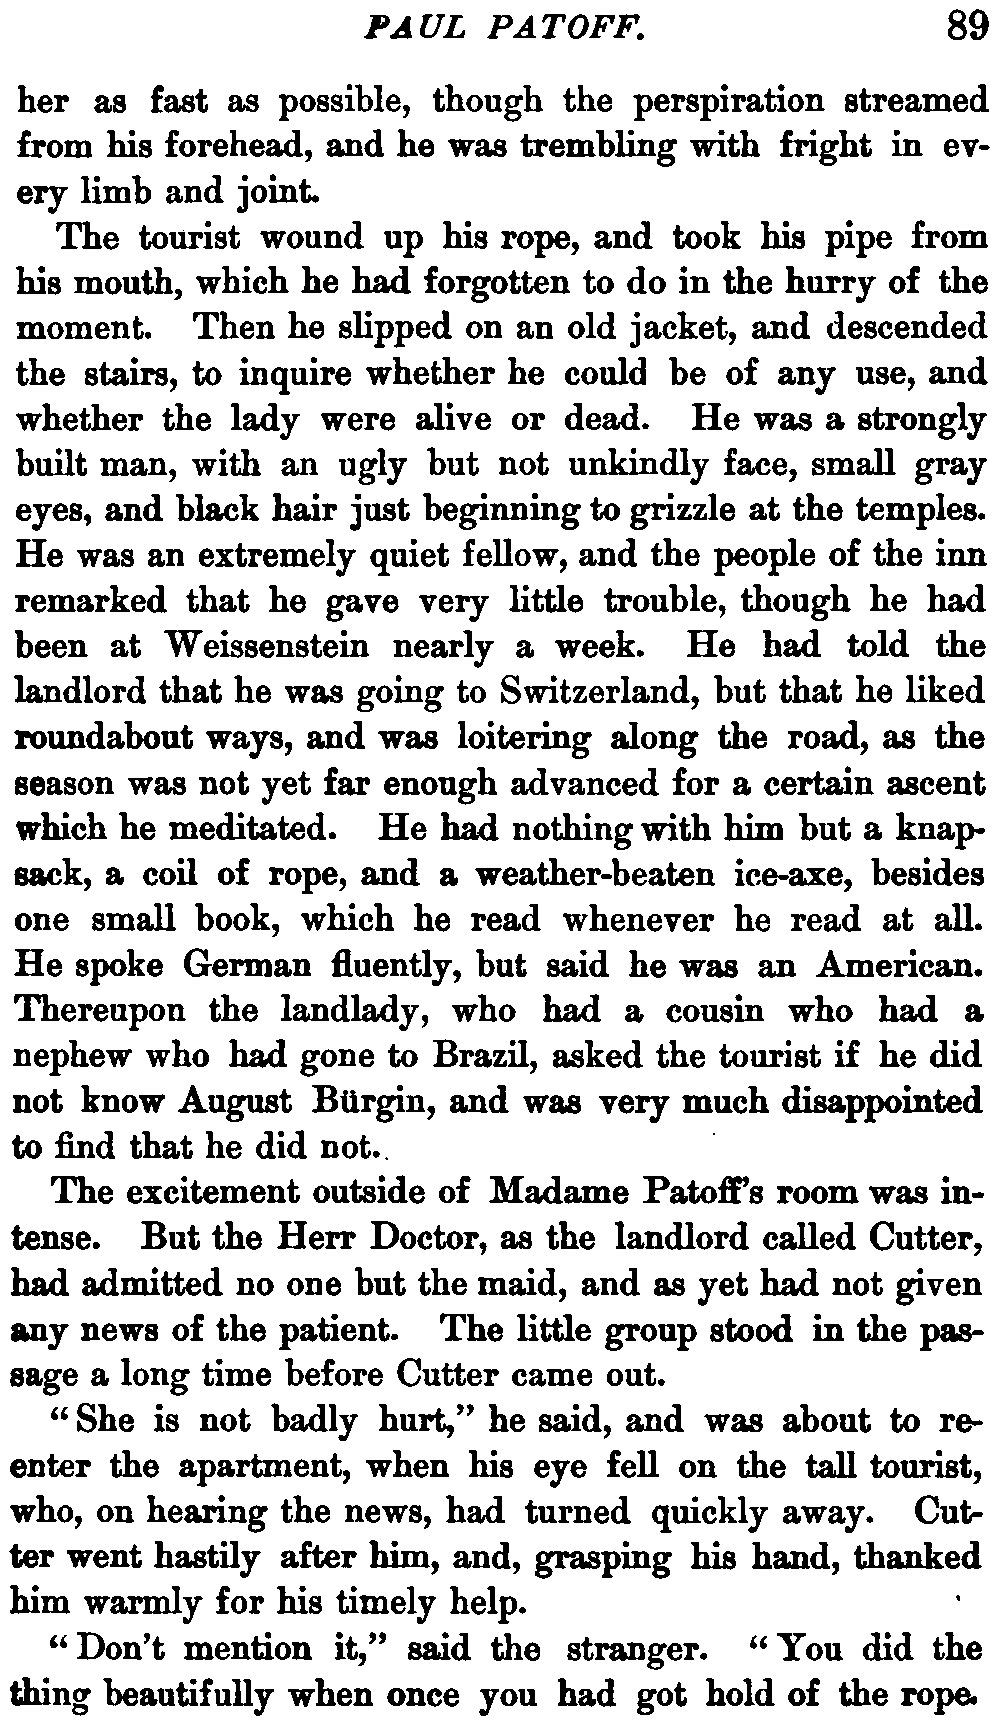 PAUL PATOFF. 89
her as fast as possible, though the perspiration streamed
from his forehead, and he was trembling with fright in ev-
ery limb and joint.
The tourist wound up his rope, and took his pipe from
his mouth, which he had forgotten to do in the hurry of the
moment. Then he slipped on an old jacket, and descended
the stairs, to inquire whether he could be of any use, and
whether the lady were alive or dead. He was a strongly
built man, with an ugly but not unkindly face, small gray
eyes, and black hair just beginning to grizzle at the temples.
He was an extremely quiet fellow, and the people of the inn
remarked that he gave very little trouble, though he had
been at Weissenstein nearly a week. He had told the
landlord that he was going to Switzerland, but that he liked
roundabout ways, and was loitering along the road, as the
season was not yet far enough advanced for a certain ascent
which he meditated. He had nothing with him but a knap-
sack, a coil of rope, and a weather-beaten ice-axe, besides
one small book, which he read whenever he read at all.
He spoke German fluently, but said he was an American.
Thereupon the landlady, who had a cousin who had a
nephew who had gone to Brazil, asked the tourist if he did
not know August Bürgin, and was very much disappointed
to find that he did not.
The excitement outside of Madame Patoff's room was in-
tense. But the Herr Doctor, as the landlord called Cutter,
had admitted no one but the maid, and as yet had not given
any news of the patient. The little group stood in the pas-
sage a long time before Cutter came out.
"She is not badly hurt," he said, and was about to re-
enter the apartment, when his eye fell on the tall tourist,
who, on hearing the news, had turned quickly away. Cut-
ter went hastily after him, and, grasping his hand, thanked
him warmly for his timely help.
"Don't mention it," said the stranger. "You did the
thing beautifully when once you had got hold of the rope.